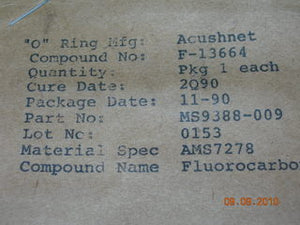 "O" Ring Mfg: Acushnet
Compound No: F-13664
Quantity: Pkg 1 each
Cure Date: 2Q90
Package Date: 11-90
Part No: MS9388-009
Lot No: 0153
Material Spec AMS7278
Compound Name Fluorocarbo
09.08.2010